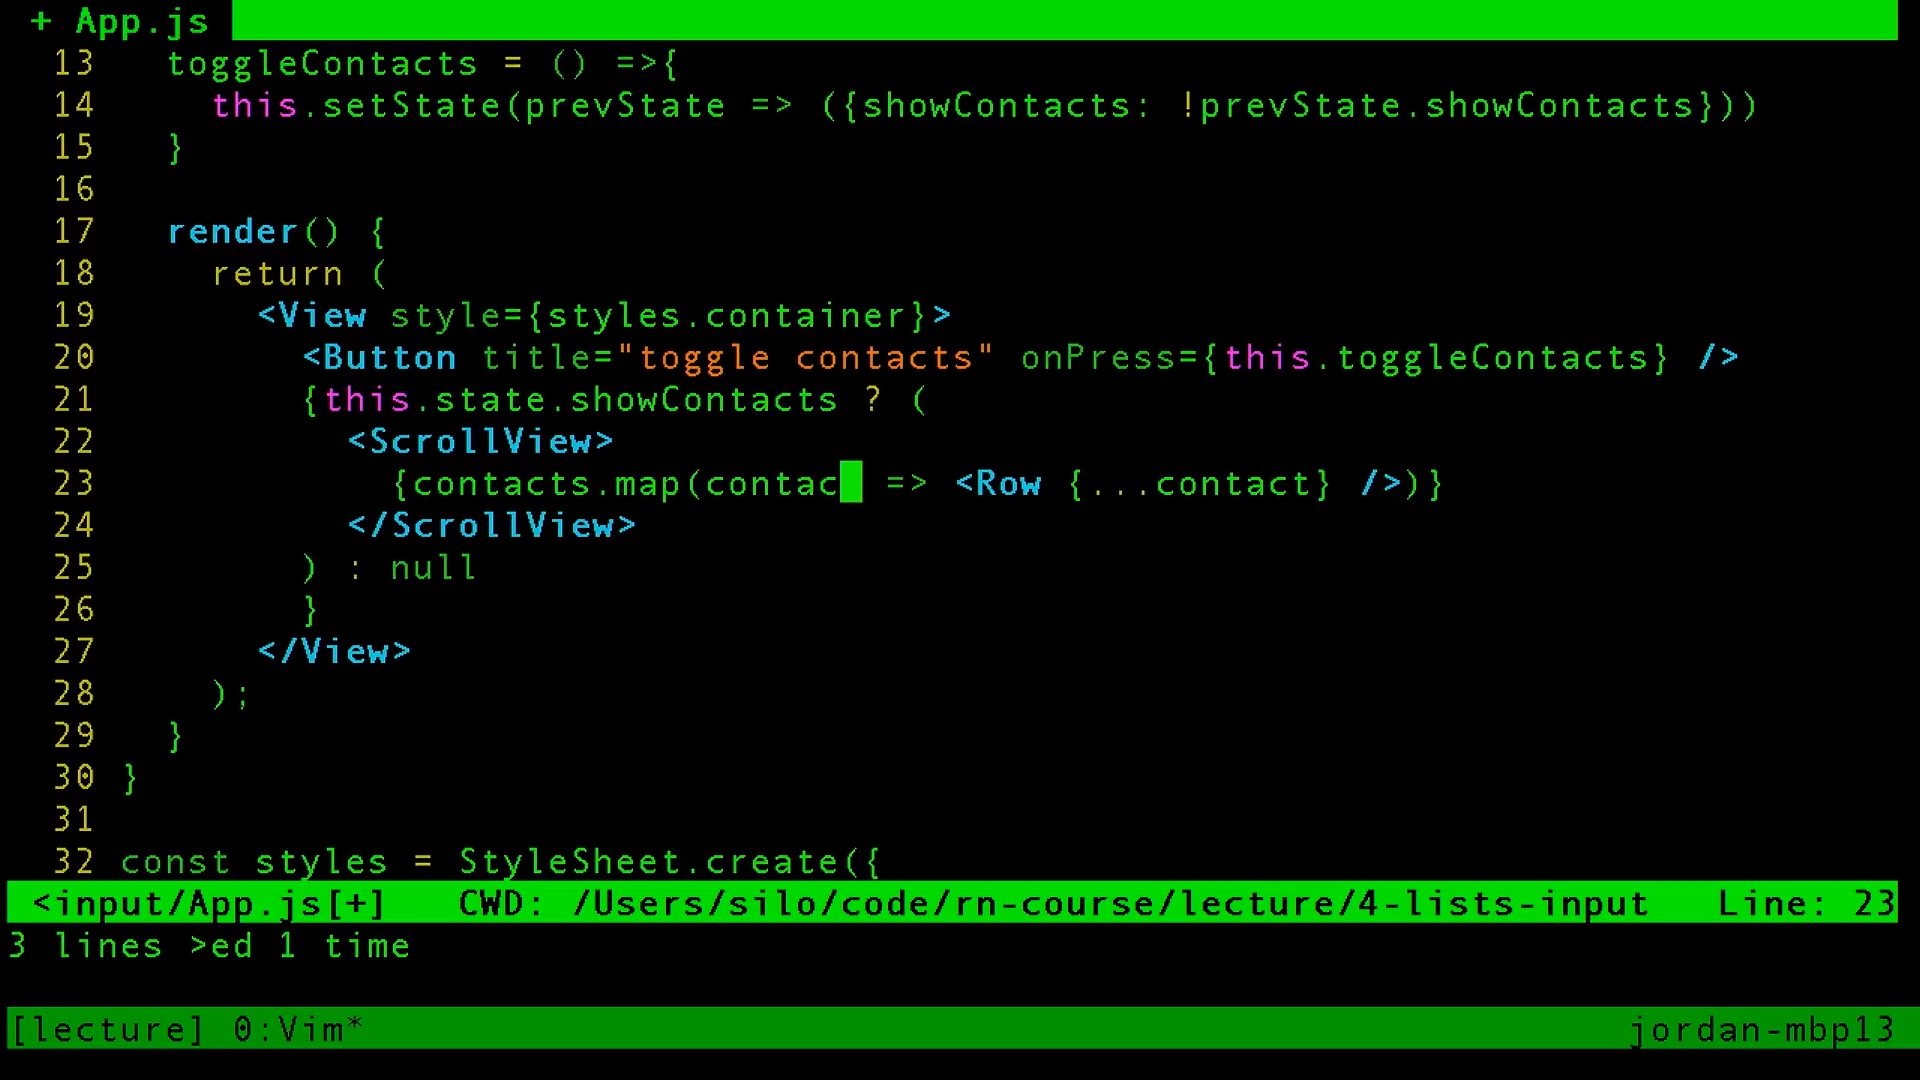 + App.js
13 toggleContacts = () =>{
14 this.setState(prevState => ({showContacts: !prevState.showContacts}))
15 }
16
17 render() {
18 return (
19 <View style={styles.container}>
20 <Button title="toggle contacts" onPress={this.toggleContacts} />
21 {this.state.showContacts ? (
22 <ScrollView>
23 {contacts.map(contac => <Row {...contact} />)}
24 </ScrollView>
25 ) : null
26 }
27 </View>
28 );
29 }
30 }
31
32 const styles = StyleSheet.create({
<input/App.js[+] CWD: /Users/silo/code/rn-course/lecture/4-lists-input Line: 23
3 lines >ed 1 time
[lecture] 0:Vim* jordan-mbp13